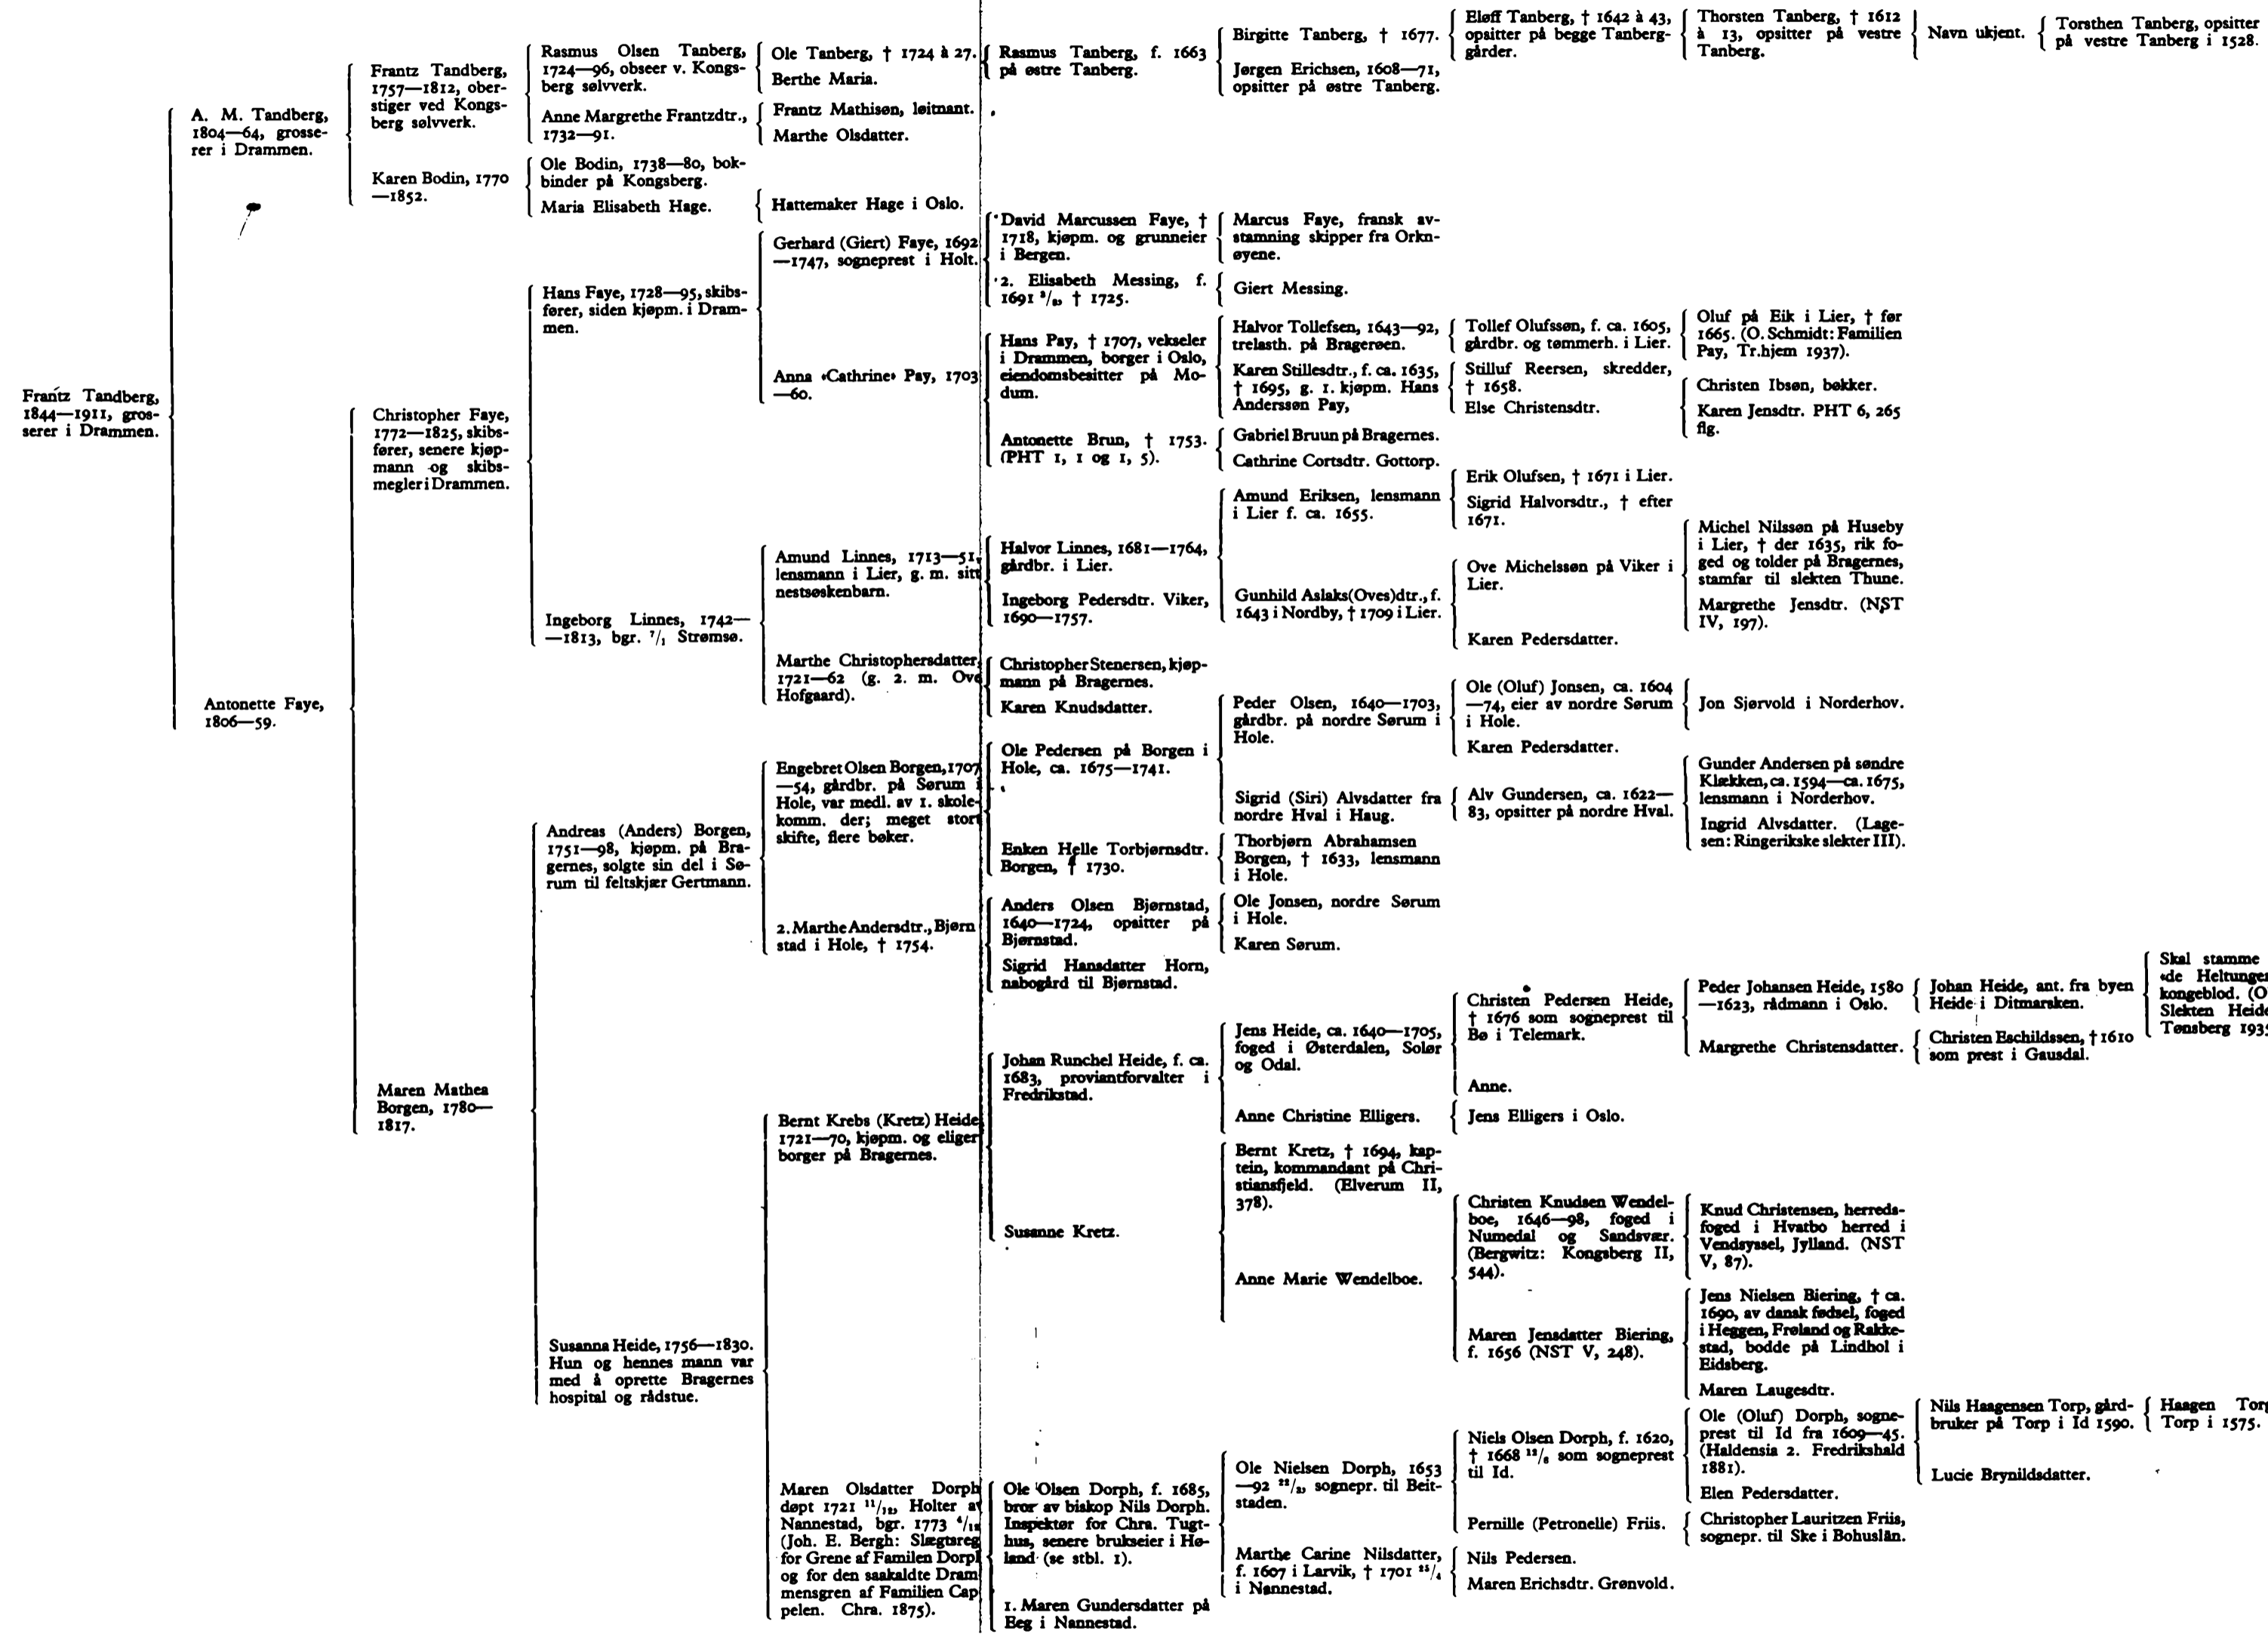 Frantz Tandberg,
1844—1911, gros-
serer i Drammen.
A. M. Tandberg,
1804—64, grosse-
rer i Drammen.
Antonette Faye,
1806—59.
Frantz Tandberg,
1757—1812, ober-
stiger ved Kongs-
berg sølvverk.
Karen Bodin, 1770
—1852.
Christopher Faye,
1772—1825, skibs-
fører, senere kjøp-
mann og skibs-
megler i Drammen.
Maren Mathea
Borgen, 1780—
1817.
Rasmus Olsen Tanberg,
1724—96, obseer v. Kongs-
berg sølvverk.
Anne Margrethe Frantzdtr.,
1732—91.
Ole Bodin, 1738—80, bok-
binder på Kongsberg.
Maria Elisabeth Hage.
Hans Faye, 1728—95, skibs-
fører, siden kjøpm. i Dram-
men.
Ingeborg Linnes, 1742—
—1813, bgr. 7/1 Strømsø.
Andreas (Anders) Borgen,
1751—98, kjøpm. på Bra-
gernes, solgte sin del i Sø-
rum til feltskjær Gertmann.
Susanna Heide, 1756—1830.
Hun og hennes mann var
med å oprette Bragernes
hospital og rådstue.
Ole Tanberg, † 1724 à 27.
Berthe Maria.
Frantz Mathisøn, løitnant.
Marthe Olsdatter.
Hattemaker Hage i Oslo.
Gerhard (Giert) Faye, 1692
—1747, sogneprest i Holt.
Anna «Cathrine» Pay, 1703
—60.
Amund Linnes, 1713—51,
lensmann i Lier, g. m. sitt
nestsøskenbarn.
Marthe Christophersdatter,
1721—62 (g. 2. m. Ove
Hofgaard).
Engebret Olsen Borgen, 1707
—54, gårdbr. på Sørum i
Hole, var medl. av 1. skole-
komm. der; meget stort
skifte, flere bøker.
2. Marthe Andersdtr., Bjørn
stad i Hole, † 1754.
Bernt Krebs (Kretz) Heide
1721—70, kjøpm. og eliger
borger på Bragernes.
Maren Olsdatter Dorph
døpt 1721 11/12, Holter av
Nannestad, bgr. 1773 4/12
(Joh. E. Bergh: Slægtsreg
for Grene af Familen Dorpl
og for den saakaldte Dram
mensgren af Familien Cap
pelen. Chra. 1875).
Rasmus Tanberg, f. 1663
på østre Tanberg.
David Marcussen Faye, †
1718, kjøpm. og grunneier
i Bergen.
2. Elisabeth Messing, f.
1691 † 1725.
Hans Pay, † 1707, vekseler
i Drammen, borger i Oslo,
eiendomsbesitter på Mo-
dum.
Antonette Brun, † 1753.
(PHT 1, 1 og 1, 5).
Halvor Linnes, 1681—1764,
gårdbr. i Lier.
Ingeborg Pedersdtr. Viker,
1690—1757.
Christopher Stenersen, kjøp-
mann på Bragernes.
Karen Knudsdatter.
Ole Pedersen på Borgen i
Hole, ca. 1675—1741.
Enken Helle Torbjørnsdtr.
Borgen, † 1730.
Anders Olsen Bjørnstad,
1640—1724, opsitter på
Bjørnstad.
Sigrid Hansdatter Horn,
nabogård til Bjørnstad.
Johan Runchel Heide, f. ca.
1683, proviantforvalter i
Fredrikstad.
Susanne Kretz.
Ole Olsen Dorph, f. 1685,
bror av biskop Nils Dorph.
Inspektør for Chra. Tugt-
hus, senere brukseier i Hø-
land (se stbl. 1).
1. Maren Gundersdatter på
Eeg i Nannestad.
Birgitte Tanberg, † 1677.
Jørgen Erichsen, 1608—71,
opsitter på østre Tanberg.
Marcus Faye, fransk av-
stamning skipper fra Orkn-
øyene.
Giert Messing.
Halvor Tollefsen, 1643—92,
trelasth. på Bragerøen.
Karen Stillesdtr., f. ca. 1635,
† 1695, g. 1. kjøpm. Hans
Anderssøn Pay,
Gabriel Bruun på Bragernes.
Cathrine Cortsdtr. Gottorp.
Amund Eriksen, lensmann
i Lier f. ca. 1655.
Gunhild Aslaks(Oves)dtr., f.
1643 i Nordby, † 1709 i Lier.
Peder Olsen, 1640—1703,
gårdbr. på nordre Sørum i
Hole.
Sigrid (Siri) Alvsdatter fra
nordre Hval i Haug.
Thorbjørn Abrahamsen
Borgen, † 1633, lensmann
i Hole.
Ole Jonsen, nordre Sørum
i Hole.
Karen Sørum.
Jens Heide, ca. 1640—1705,
foged i Østerdalen, Solør
og Odal.
Anne Christine Elligers.
Bernt Kretz, † 1694, kap-
tein, kommandant på Chri-
stiansfjeld. (Elverum II,
378).
Anne Marie Wendelboe.
Ole Nielsen Dorph, 1653
—92 sognepr. til Beit-
staden.
Marthe Carine Nilsdatter,
f. 1607 i Larvik, † 1701
i Nannestad.
Eløff Tanberg, † 1642 à 43,
opsitter på begge Tanberg-
gårder.
Tollef Olufssøn, f. ca. 1605,
gårdbr. og tømmerh. i Lier.
Stilluf Reersen, skredder,
† 1658.
Else Christensdtr.
Erik Olufsen, † 1671 i Lier.
Sigrid Halvorsdtr., † efter
1671.
Ove Michelssøn på Viker i
Lier.
Karen Pedersdatter.
Ole (Oluf) Jonsen, ca. 1604
—74, eier av nordre Sørum
i Hole.
Karen Pedersdatter.
Alv Gundersen, ca. 1622—
83, opsitter på nordre Hval.
Christen Pedersen Heide,
† 1676 som sogneprest til
Bø i Telemark.
Anne.
Jens Elligers i Oslo.
Christen Knudsen Wendel-
boe, 1646—98, foged i
Numedal og Sandsvær.
(Bergwitz: Kongsberg II,
544).
Maren Jensdatter Biering,
f. 1656 (NST V, 248).
Niels Olsen Dorph, f. 1620,
† 1668 som sogneprest
til Id.
Pernille (Petronelle) Friis.
Nils Pedersen.
Maren Erichsdtr. Grønvold.
Thorsten Tanberg, † 1612
à 13, opsitter på vestre
Tanberg.
Oluf på Eik i Lier, † før
1665. (O. Schmidt: Familien
Pay, Tr.hjem 1937).
Christen Ibsøn, bøkker.
Karen Jensdtr. PHT 6, 265
flg.
Michel Nilssøn på Huseby
i Lier, † der 1635, rik fo-
ged og tolder på Bragernes,
stamfar til slekten Thune.
Margrethe Jensdtr. (NST
IV, 197).
Jon Sjørvold i Norderhov.
Gunder Andersen på søndre
Klækken, ca. 1594—ca. 1675,
lensmann i Norderhov.
Ingrid Alvsdatter. (Lage-
sen: Ringerikske slekter III).
Peder Johansen Heide, 1580
—1623, rådmann i Oslo.
Margrethe Christensdatter.
Knud Christensen, herreds-
foged i Hvatbo herred i
Vendsyssel, Jylland. (NST
V, 87).
Jens Nielsen Biering, † ca.
1690, av dansk fødsel, foged
i Heggen, Frøland og Rakke-
stad, bodde på Lindhol i
Eidsberg.
Maren Laugesdtr.
Ole (Oluf) Dorph, sogne-
prest til Id fra 1609—45.
(Haldensia 2. Fredrikshald
1881).
Elen Pedersdatter.
Christopher Lauritzen Friis,
sognepr. til Ske i Bohuslän.
Navn ukjent.
Johan Heide, ant. fra byen
Heide i Ditmarsken.
Christen Eschildssen, † 1610
som prest i Gausdal.
Nils Haagensen Torp, gård-
bruker på Torp i Id 1590.
Lucie Brynildsdatter.
Torsthen Tanberg, opsitter
på vestre Tanberg i 1528.
Skal stamme
«de Heltunger
kongeblod. (O
Slekten Heide
Tønsberg 1935
Haagen Torp
Torp i 1575.